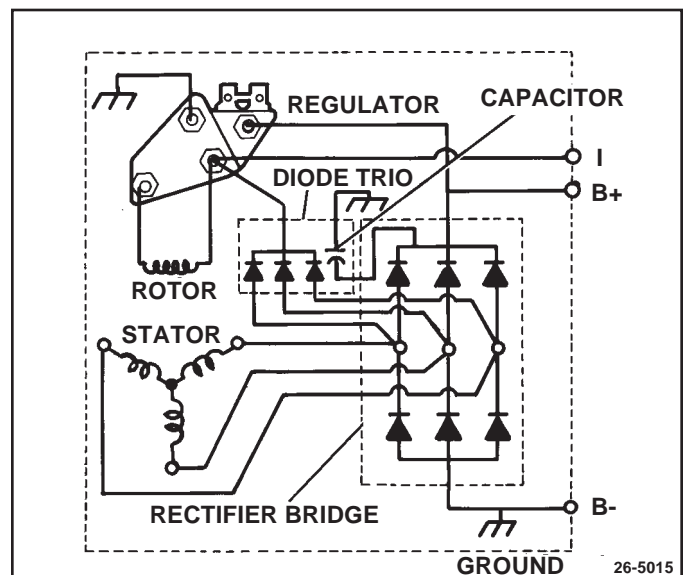 REGULATOR
CAPACITOR
I
DIODE TRIO
B+
ROTOR
STATOR
RECTIFIER BRIDGE
B-
GROUND
26-5015